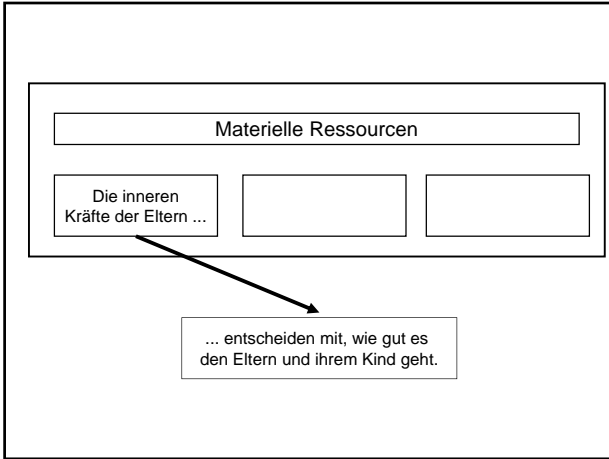 Materielle Ressourcen
Die inneren
Kräfte der Eltern ...
... entscheiden mit, wie gut es
den Eltern und ihrem Kind geht.